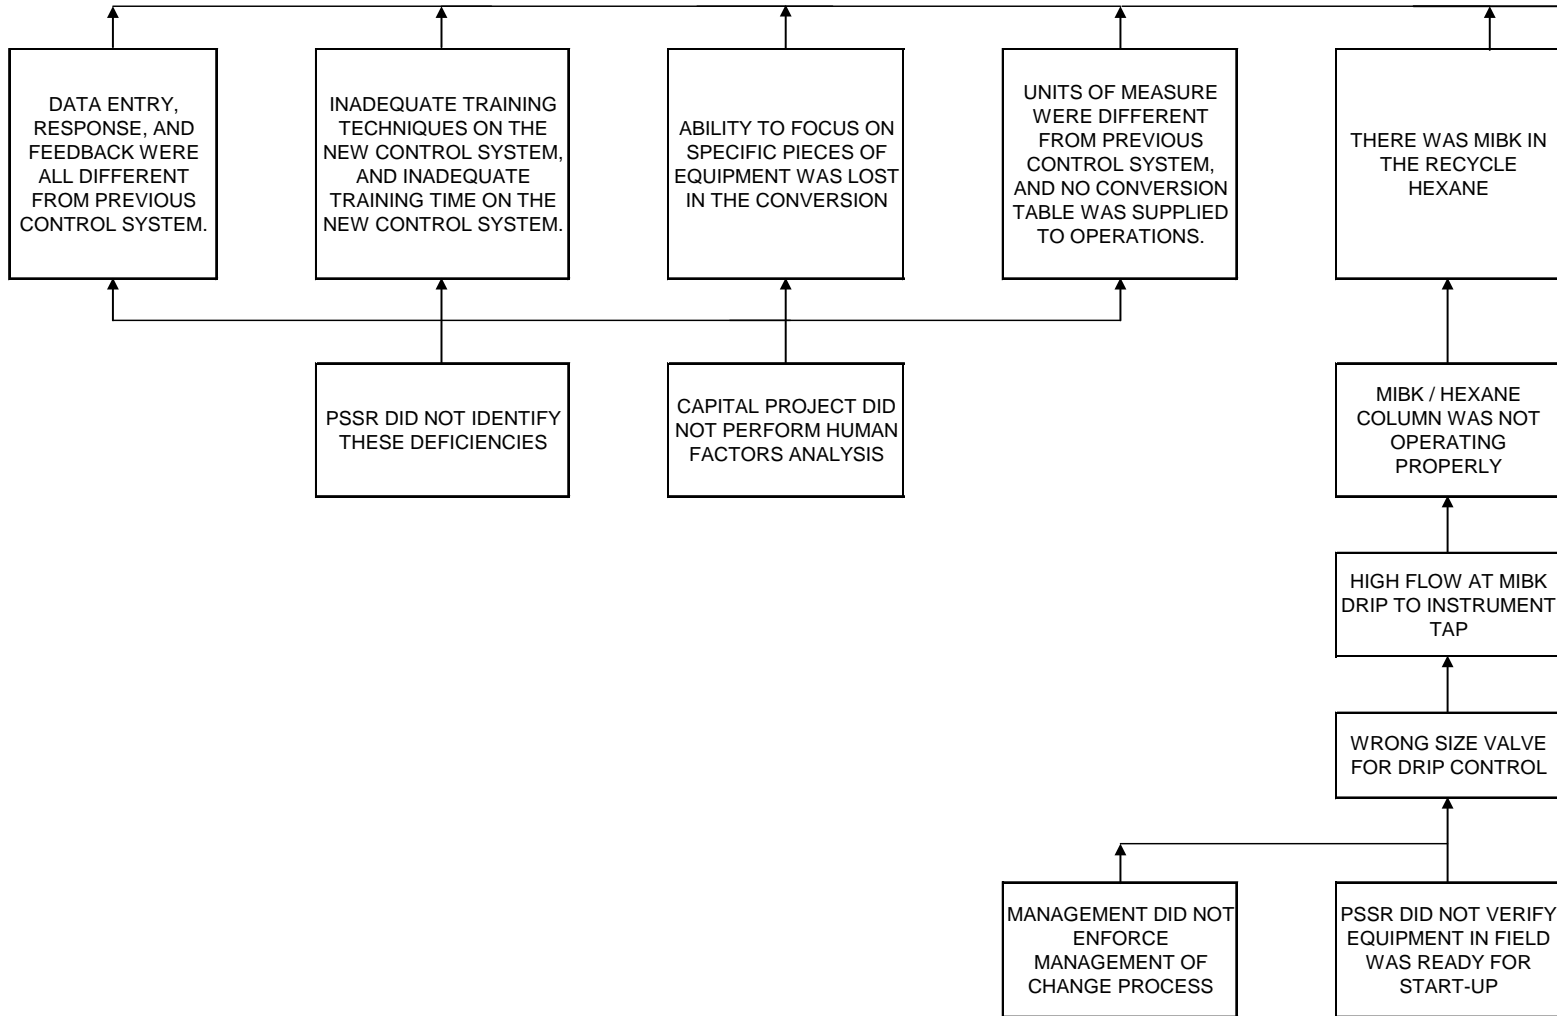 DATA ENTRY,
RESPONSE, AND
FEEDBACK WERE
ALL DIFFERENT
FROM PREVIOUS
CONTROL SYSTEM.
INADEQUATE TRAINING
TECHNIQUES ON THE
NEW CONTROL SYSTEM,
AND INADEQUATE
TRAINING TIME ON THE
NEW CONTROL SYSTEM.
ABILITY TO FOCUS ON
SPECIFIC PIECES OF
EQUIPMENT WAS LOST
IN THE CONVERSION
UNITS OF MEASURE
WERE DIFFERENT
FROM PREVIOUS
CONTROL SYSTEM,
AND NO CONVERSION
TABLE WAS SUPPLIED
TO OPERATIONS.
THERE WAS MIBK IN
THE RECYCLE
HEXANE
PSSR DID NOT IDENTIFY
THESE DEFICIENCIES
CAPITAL PROJECT DID
NOT PERFORM HUMAN
FACTORS ANALYSIS
MIBK / HEXANE
COLUMN WAS NOT
OPERATING
PROPERLY
HIGH FLOW AT MIBK
DRIP TO INSTRUMENT
TAP
WRONG SIZE VALVE
FOR DRIP CONTROL
MANAGEMENT DID NOT
ENFORCE
MANAGEMENT OF
CHANGE PROCESS
PSSR DID NOT VERIFY
EQUIPMENT IN FIELD
WAS READY FOR
START-UP